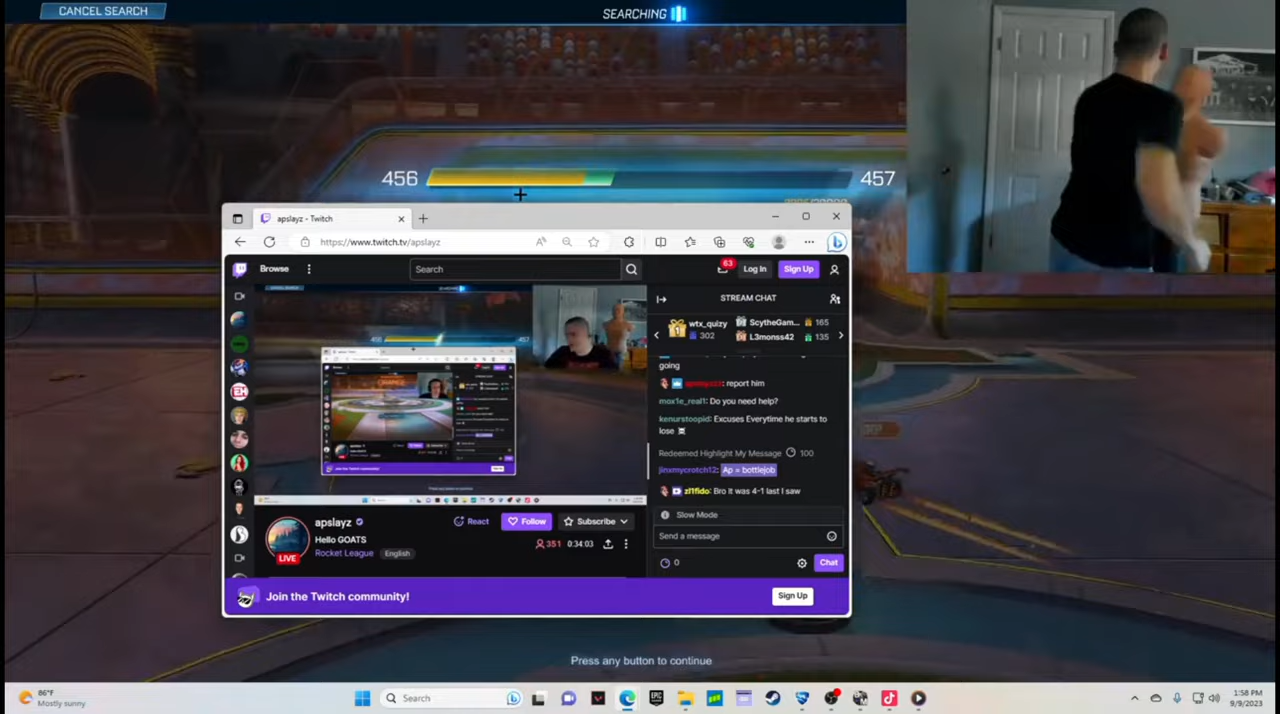 CANCEL SEARCH
SEARCHING
456
457
apslayz - Twitch
https://www.twitch.tv/apslayz
Browse
Search
63
Log In
Sign Up
STREAM CHAT
1
wtx_quizy
302
ScytheGam...
165
L3monss42
135
going
report him
max1e_real1: Do you need help?
kenurstoopid: Excuses Everytime he starts to
lose
Redeemed Highlight My Message 100
jinxmycrotch12: Ap = bottlejob
zl1fido: Bro it was 4-1 last I saw
Slow Mode
Send a message
0
Chat
apslayz
React
Follow
Subscribe
Hello GOATS
351
0:34:03
Rocket League
English
LIVE
Join the Twitch community!
Sign Up
Press any button to continue
86°F
Mostly sunny
Search
EPIC
1:58 PM
9/9/2023